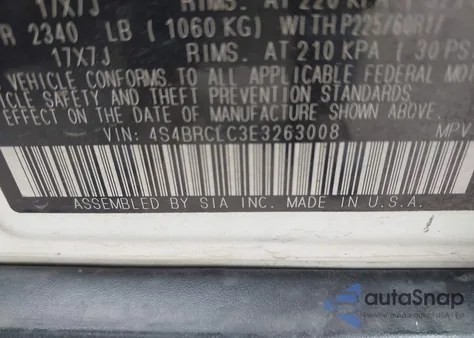 17X7J RIMS. AT 220 KPA
R 2340 LB (1060 KG) WITH P225/60R17
17X7J RIMS. AT 210 KPA (30 PS
VEHICLE CONFORMS TO ALL APPLICABLE FEDERAL
ICLE SAFETY AND THEFT PREVENTION STANDARDS
EFFECT ON THE DATE OF MANUFACTURE SHOWN ABOVE
VIN: 4S4BRCLC3E3263008 MPV
ASSEMBLED BY SIA INC. MADE IN U.S.A.
autoSnap